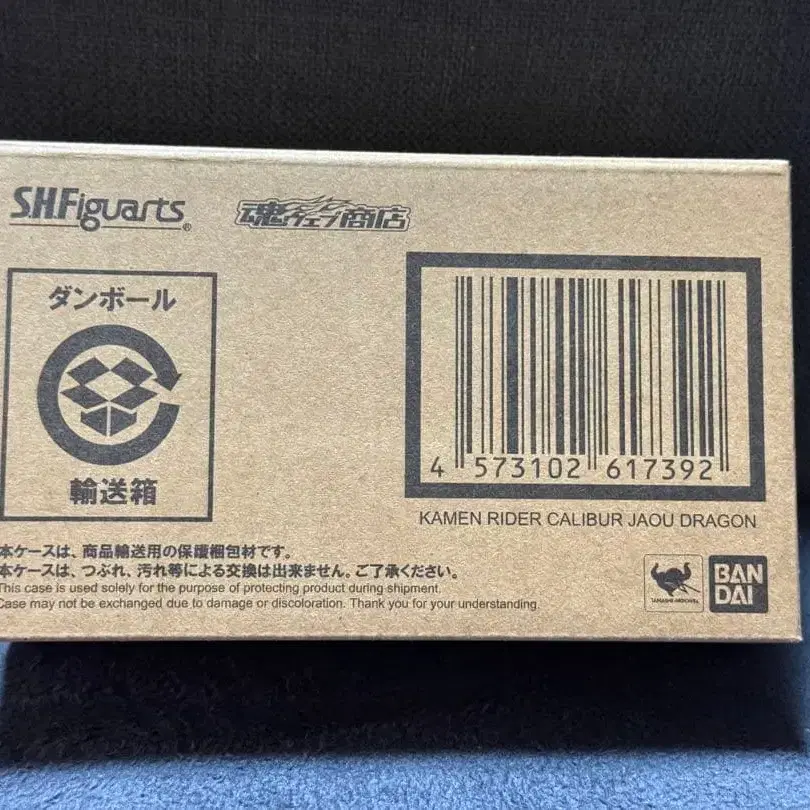 S.H.Figuarts®
魂ウェブ商店
ダンボール
輸送箱
4 573102 617392
KAMEN RIDER CALIBUR JAOU DRAGON
本ケースは、商品輸送用の保護梱包材です。
本ケースは、つぶれ、汚れ等による交換は出来ません。ご了承ください。
This case is used solely for the purpose of protecting product during shipment.
Case may not be exchanged due to damage or discoloration. Thank you for your understanding.
TAMASHII NATIONS
BAN
DAI